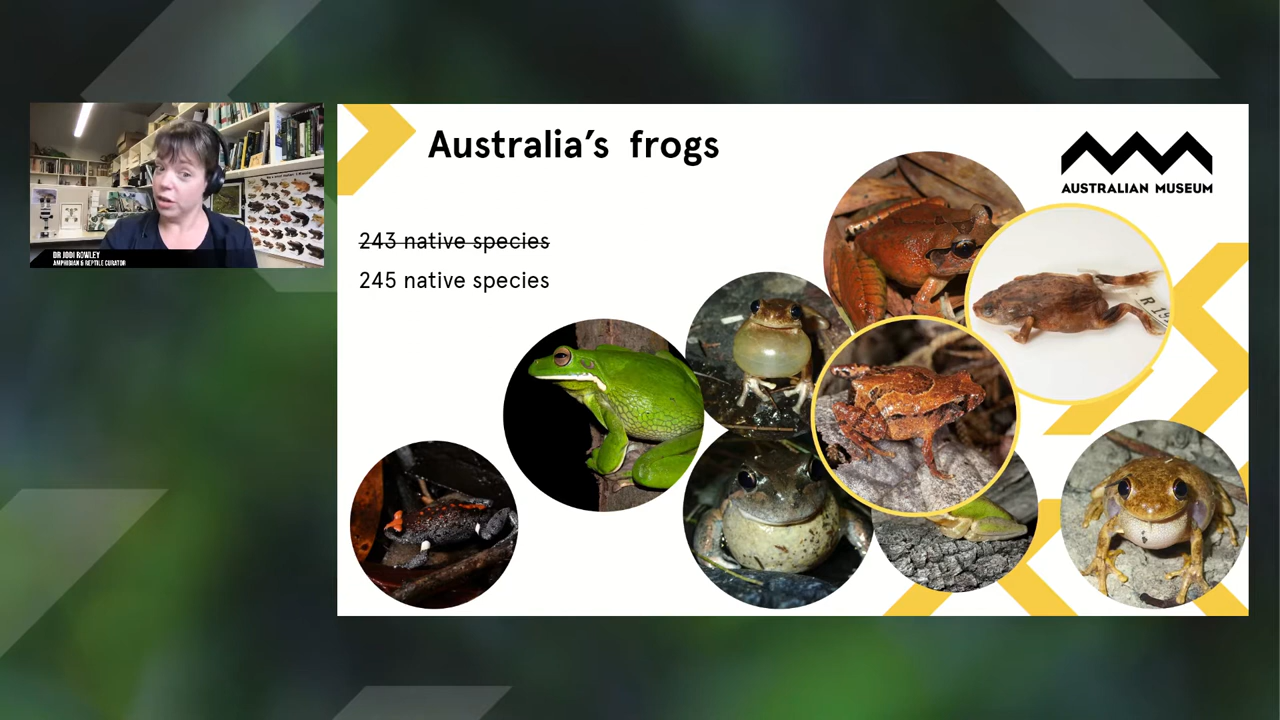 Australia's frogs
AUSTRALIAN MUSEUM
243 native species
245 native species
DR JODI ROWLEY
AMPHIBIAN & REPTILE CURATOR